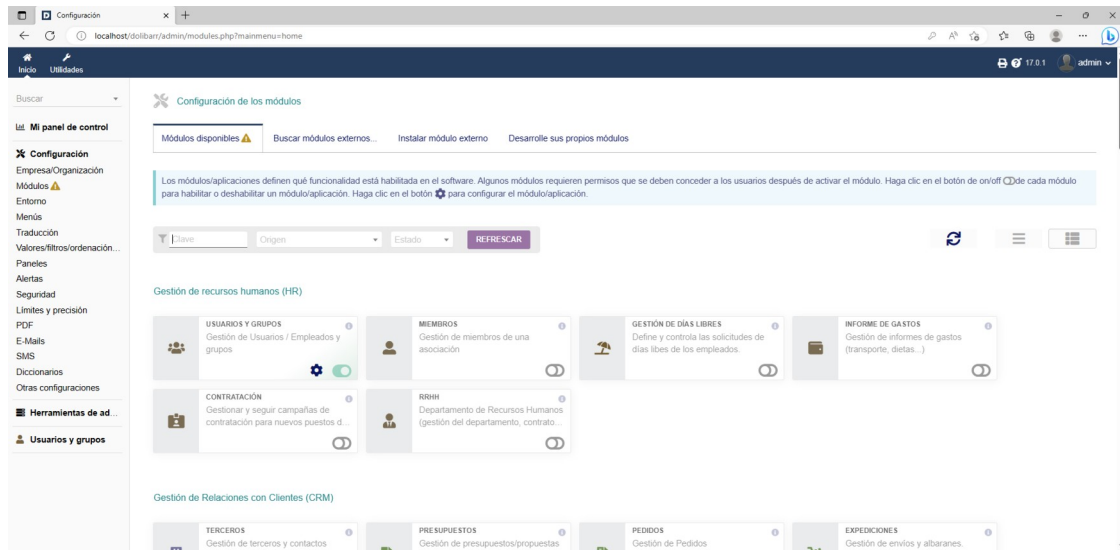 Configuración
localhost/dolibarr/admin/modules.php?mainmenu=home
Inicio
Utilidades
17.0.1
admin
Buscar
Mi panel de control
Configuración
Empresa/Organización
Módulos
Entorno
Menús
Traducción
Valores/filtros/ordenación...
Paneles
Alertas
Seguridad
Límites y precisión
PDF
E-Mails
SMS
Diccionarios
Otras configuraciones
Herramientas de ad...
Usuarios y grupos
Configuración de los módulos
Módulos disponibles
Buscar módulos externos...
Instalar módulo externo
Desarrolle sus propios módulos
Los módulos/aplicaciones definen qué funcionalidad está habilitada en el software. Algunos módulos requieren permisos que se deben conceder a los usuarios después de activar el módulo. Haga clic en el botón de on/off de cada módulo
para habilitar o deshabilitar un módulo/aplicación. Haga clic en el botón para configurar el módulo/aplicación.
Clave
Origen
Estado
REFRESCAR
Gestión de recursos humanos (HR)
USUARIOS Y GRUPOS
Gestión de Usuarios / Empleados y
grupos
MIEMBROS
Gestión de miembros de una
asociación
GESTIÓN DE DÍAS LIBRES
Define y controla las solicitudes de
días libes de los empleados.
INFORME DE GASTOS
Gestión de informes de gastos
(transporte, dietas...)
CONTRATACIÓN
Gestionar y seguir campañas de
contratación para nuevos puestos d...
RRHH
Departamento de Recursos Humanos
(gestión del departamento, contrato...
Gestión de Relaciones con Clientes (CRM)
TERCEROS
Gestión de terceros y contactos
PRESUPUESTOS
Gestión de presupuestos/propuestas
PEDIDOS
Gestión de Pedidos
EXPEDICIONES
Gestión de envíos y albaranes.